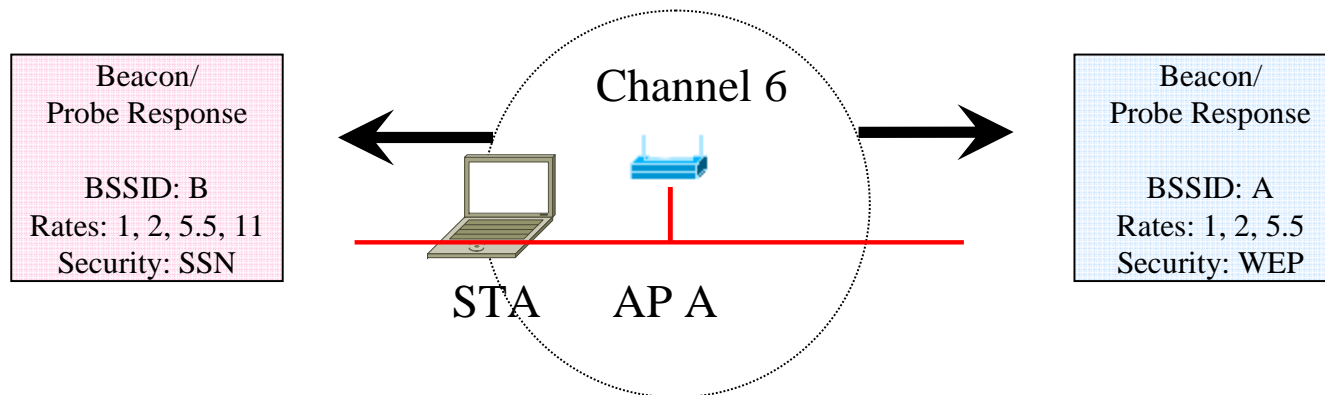 Beacon/
Probe Response
BSSID: B
Rates: 1, 2, 5.5, 11
Security: SSN
Channel 6
STA
AP A
Beacon/
Probe Response
BSSID: A
Rates: 1, 2, 5.5
Security: WEP